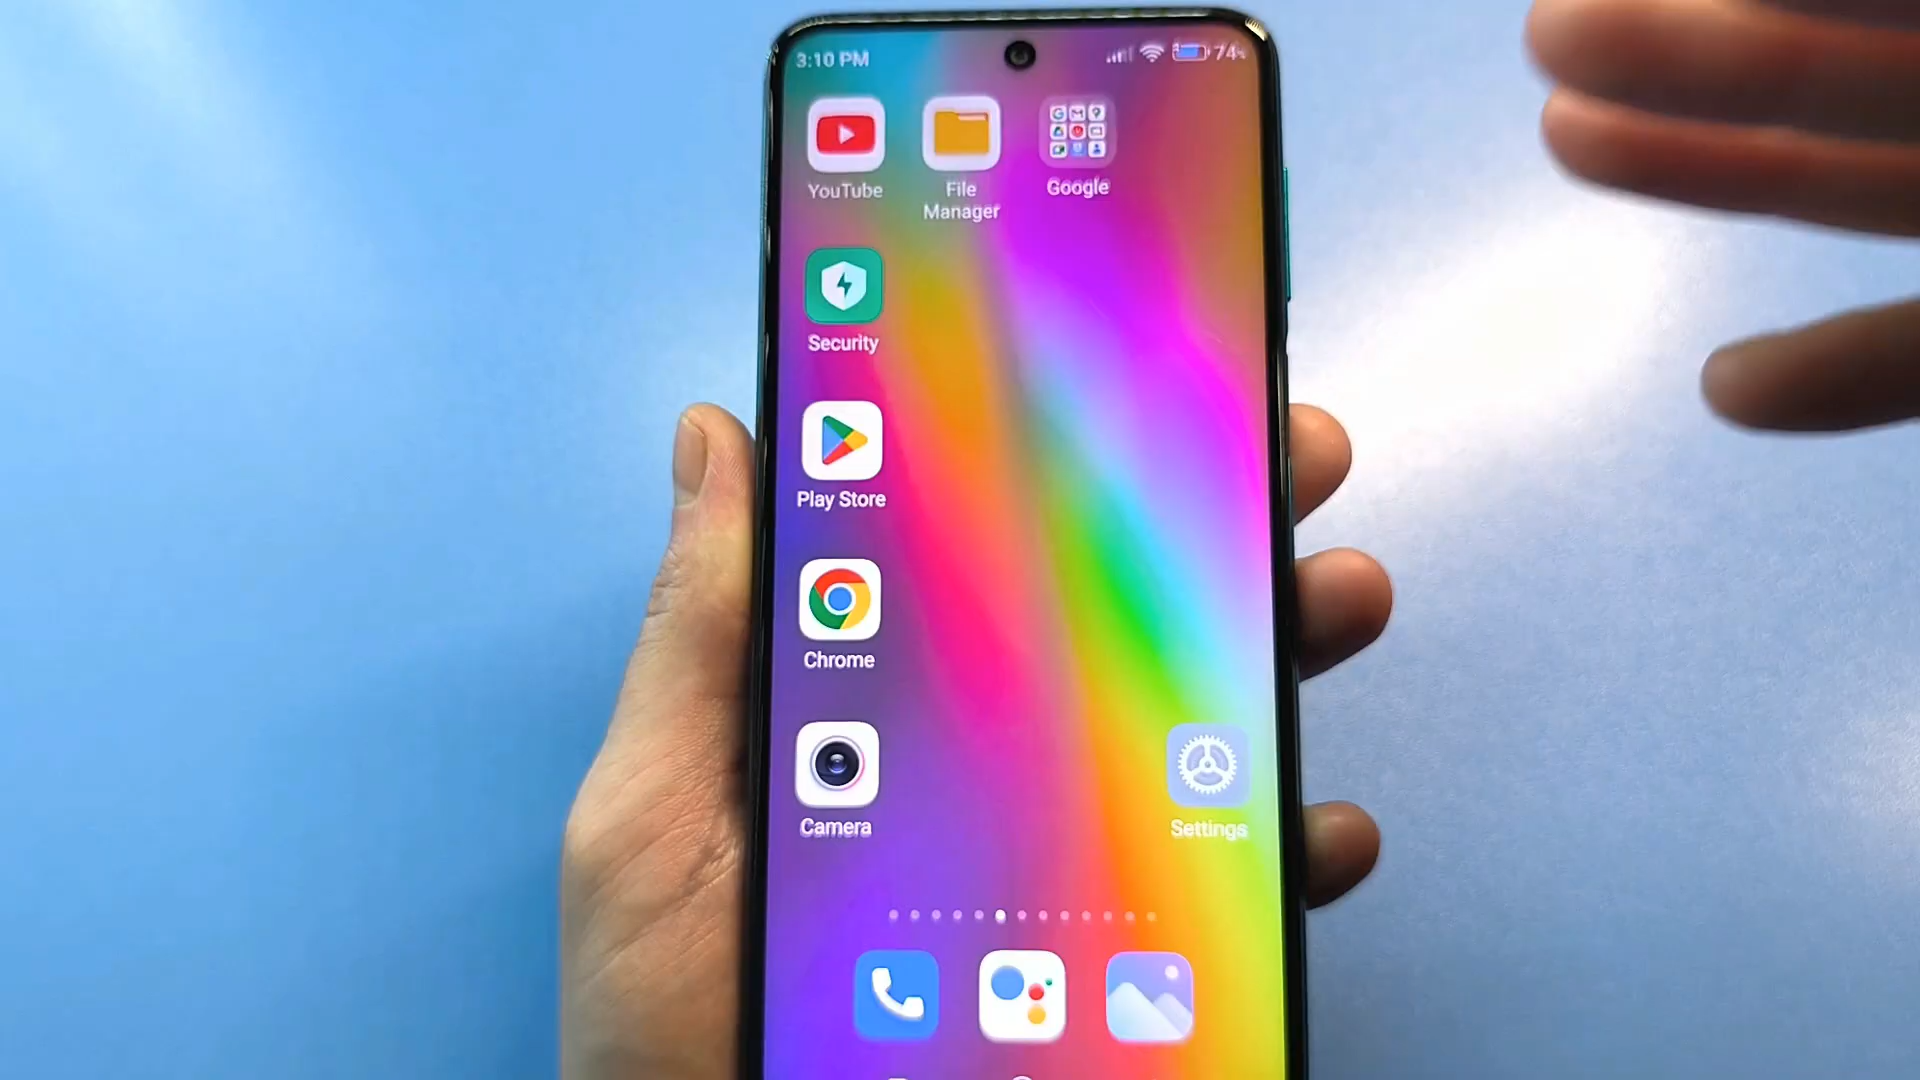 3:10 PM
74
YouTube
File
Manager
Google
Security
Play Store
Chrome
Camera
Settings